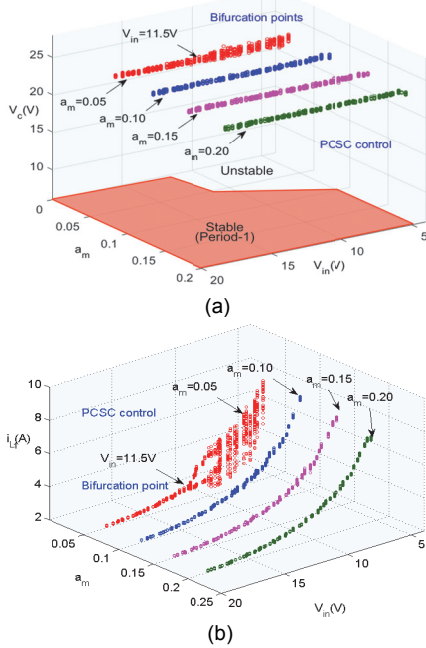 Bifurcation points
V_in=11.5V
25
20
15
10
V_c(V)
a_m=0.05
a_m=0.10
a_m=0.15
a_in=0.20
PCSC control
Unstable
Stable
(Period-1)
0
0.05
0.1
0.15
0.2
a_m
20
15
10
5
V_in(V)
(a)
10
8
6
4
2
i_L(A)
PCSC control
a_m=0.05
a_m=0.10
a_m=0.15
a_m=0.20
V_in=11.5V
Bifurcation point
0.05
0.1
0.15
0.2
0.25
a_m
20
15
10
5
V_in(V)
(b)